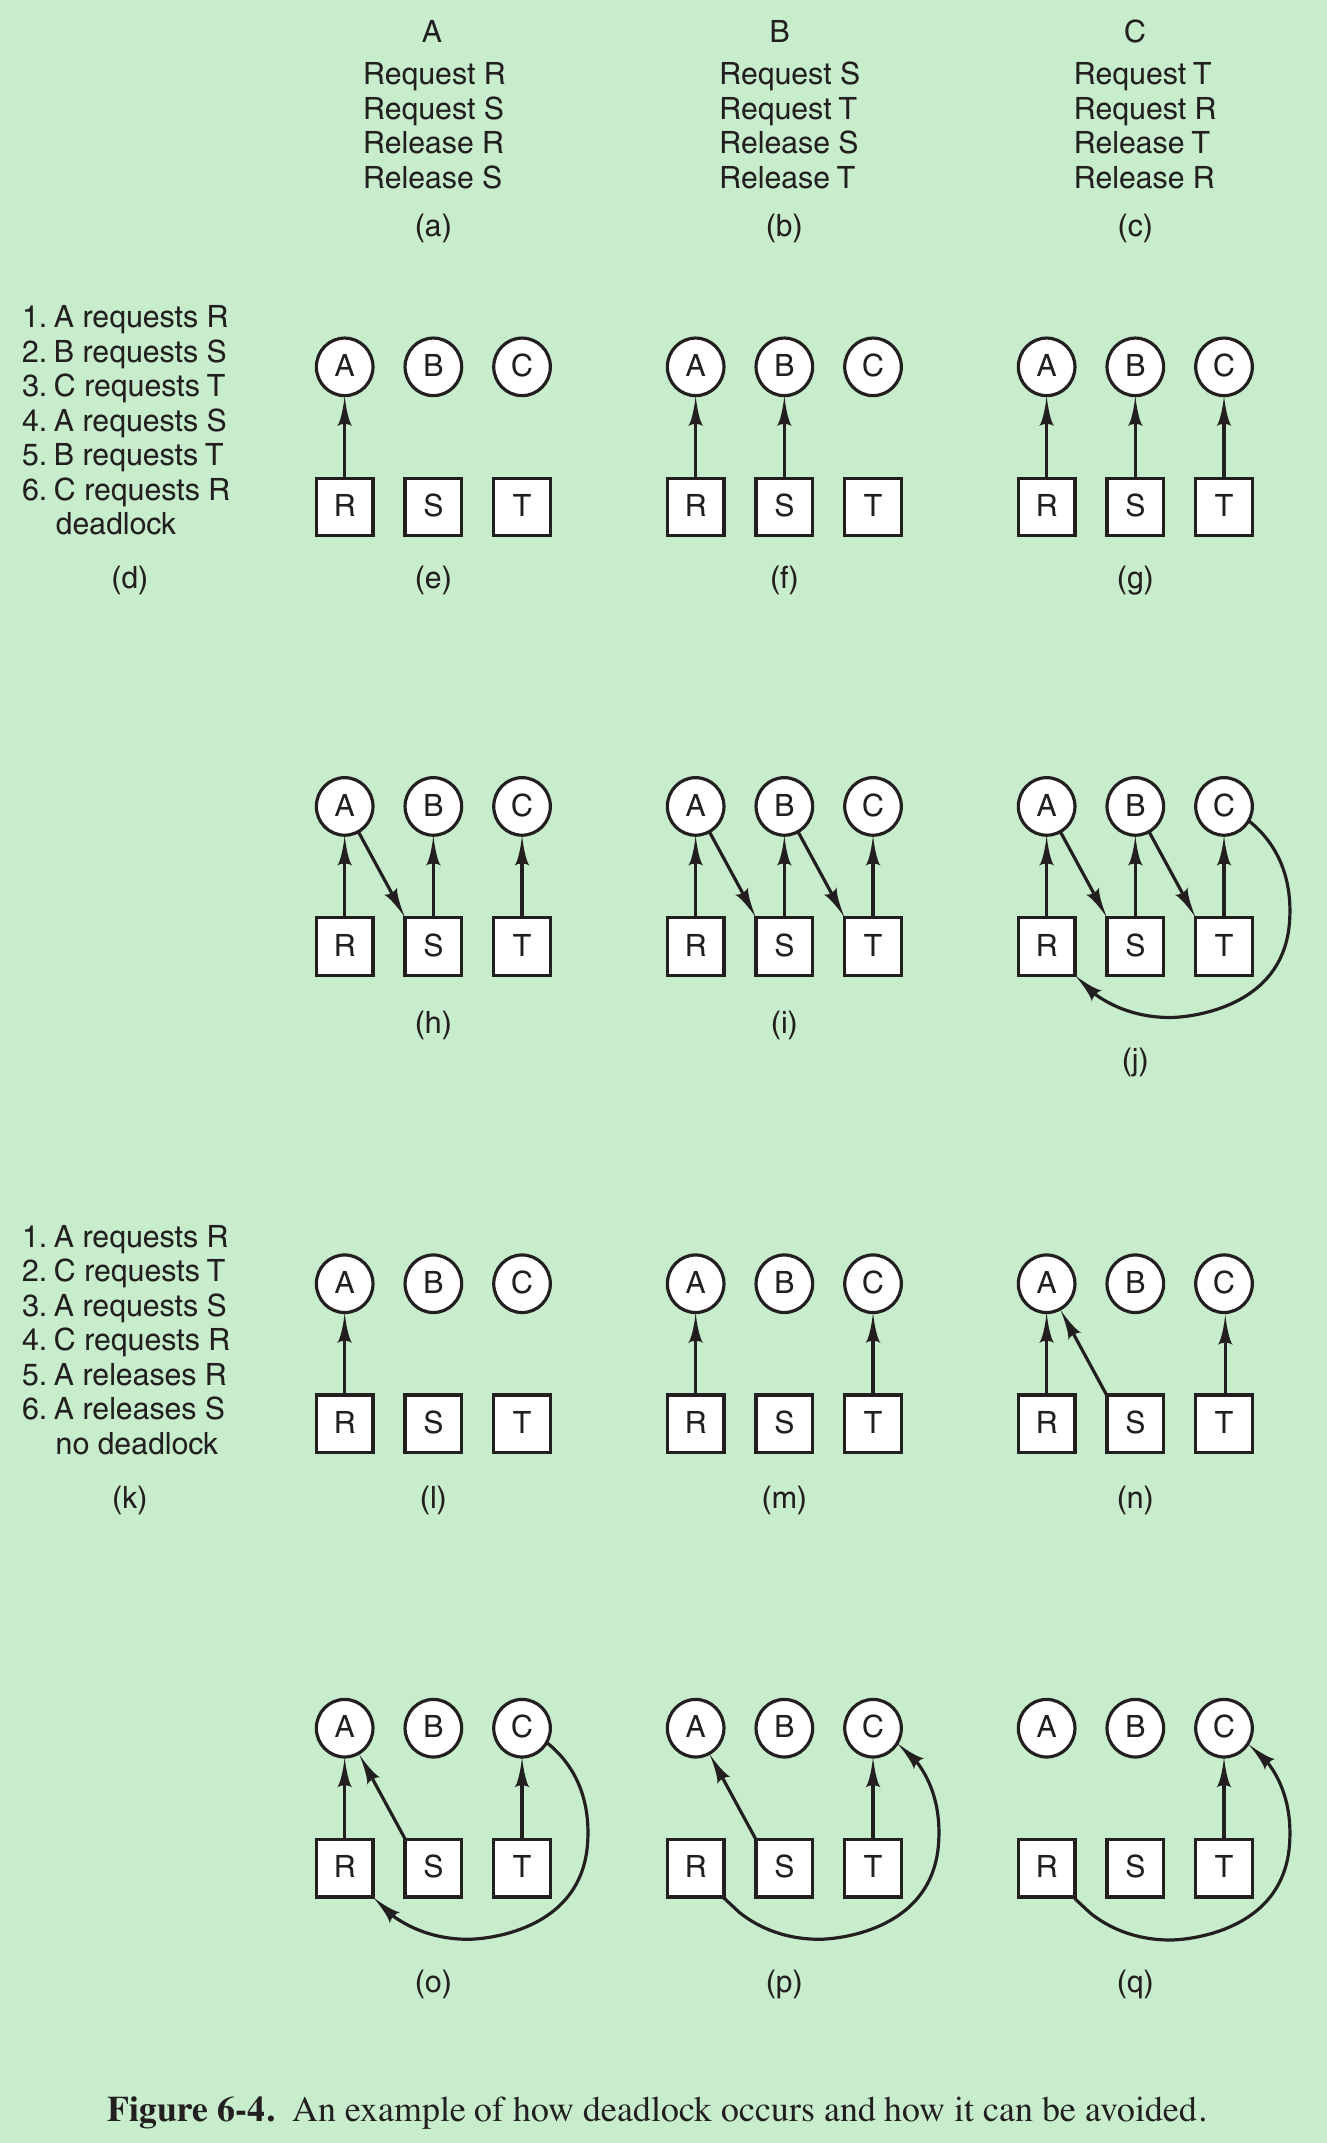 A
Request R
Request S
Release R
Release S
(a)
B
Request S
Request T
Release S
Release T
(b)
C
Request T
Request R
Release T
Release R
(c)
1. A requests R
2. B requests S
3. C requests T
4. A requests S
5. B requests T
6. C requests R
deadlock
(d)
A B C
R S T
(e)
A B C
R S T
(f)
A B C
R S T
(g)
A B C
R S T
(h)
A B C
R S T
(i)
A B C
R S T
(j)
1. A requests R
2. C requests T
3. A requests S
4. C requests R
5. A releases R
6. A releases S
no deadlock
(k)
A B C
R S T
(l)
A B C
R S T
(m)
A B C
R S T
(n)
A B C
R S T
(o)
A B C
R S T
(p)
A B C
R S T
(q)
Figure 6-4. An example of how deadlock occurs and how it can be avoided.